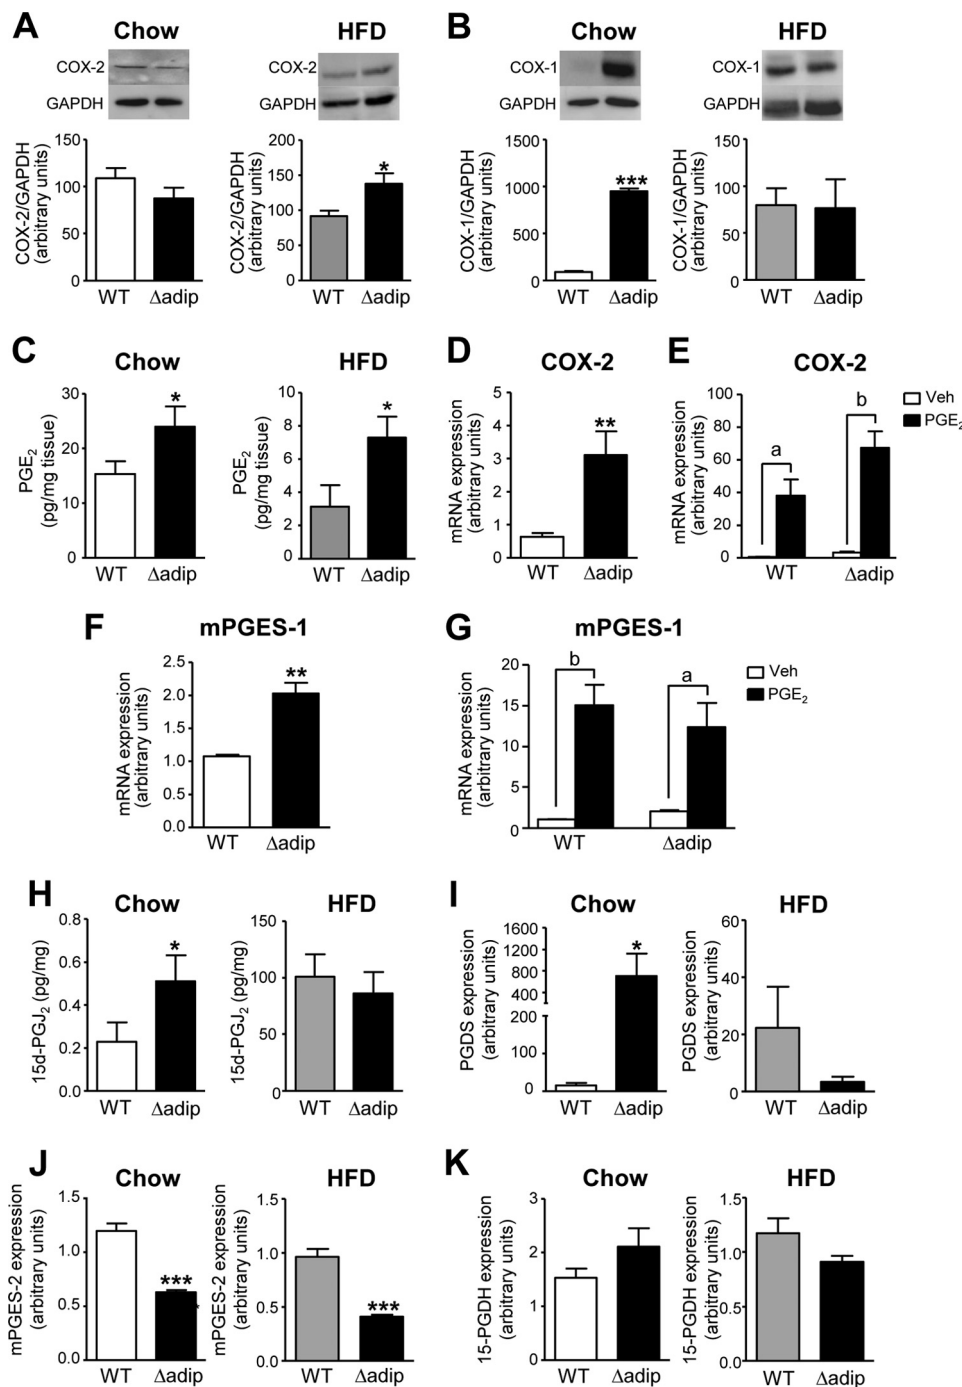 A
Chow
HFD
COX-2
GAPDH
COX-2
GAPDH
COX-2/GAPDH
(arbitrary units)
150
100
50
0
WT
Δadip
COX-2/GAPDH
(arbitrary units)
200
150
100
50
0
*
WT
Δadip
B
Chow
HFD
COX-1
GAPDH
COX-1
GAPDH
COX-1/GAPDH
(arbitrary units)
1500
1000
500
0
***
WT
Δadip
COX-1/GAPDH
(arbitrary units)
150
100
50
0
WT
Δadip
C
Chow
PGE2
(pg/mg tissue)
30
20
10
0
*
WT
Δadip
HFD
PGE2
(pg/mg tissue)
10
8
6
4
2
0
*
WT
Δadip
D
COX-2
mRNA expression
(arbitrary units)
5
4
3
2
1
0
**
WT
Δadip
E
COX-2
mRNA expression
(arbitrary units)
100
80
60
40
20
0
a
b
WT
Δadip
Veh
PGE2
F
mPGES-1
mRNA expression
(arbitrary units)
2.5
2.0
1.5
1.0
0.5
0.0
**
WT
Δadip
G
mPGES-1
mRNA expression
(arbitrary units)
20
15
10
5
0
b
a
WT
Δadip
Veh
PGE2
H
Chow
15d-PGJ2 (pg/mg)
0.8
0.6
0.4
0.2
0.0
*
WT
Δadip
HFD
15d-PGJ2 (pg/mg)
150
100
50
0
WT
Δadip
I
Chow
PGDS expression
(arbitrary units)
1600
1200
800
400
200
100
0
*
WT
Δadip
HFD
PGDS expression
(arbitrary units)
60
40
20
0
WT
Δadip
J
Chow
mPGES-2 expression
(arbitrary units)
1.5
1.0
0.5
0.0
***
WT
Δadip
HFD
mPGES-2 expression
(arbitrary units)
1.5
1.0
0.5
0.0
***
WT
Δadip
K
Chow
15-PGDH expression
(arbitrary units)
3
2
1
0
WT
Δadip
HFD
15-PGDH expression
(arbitrary units)
1.5
1.0
0.5
0.0
WT
Δadip